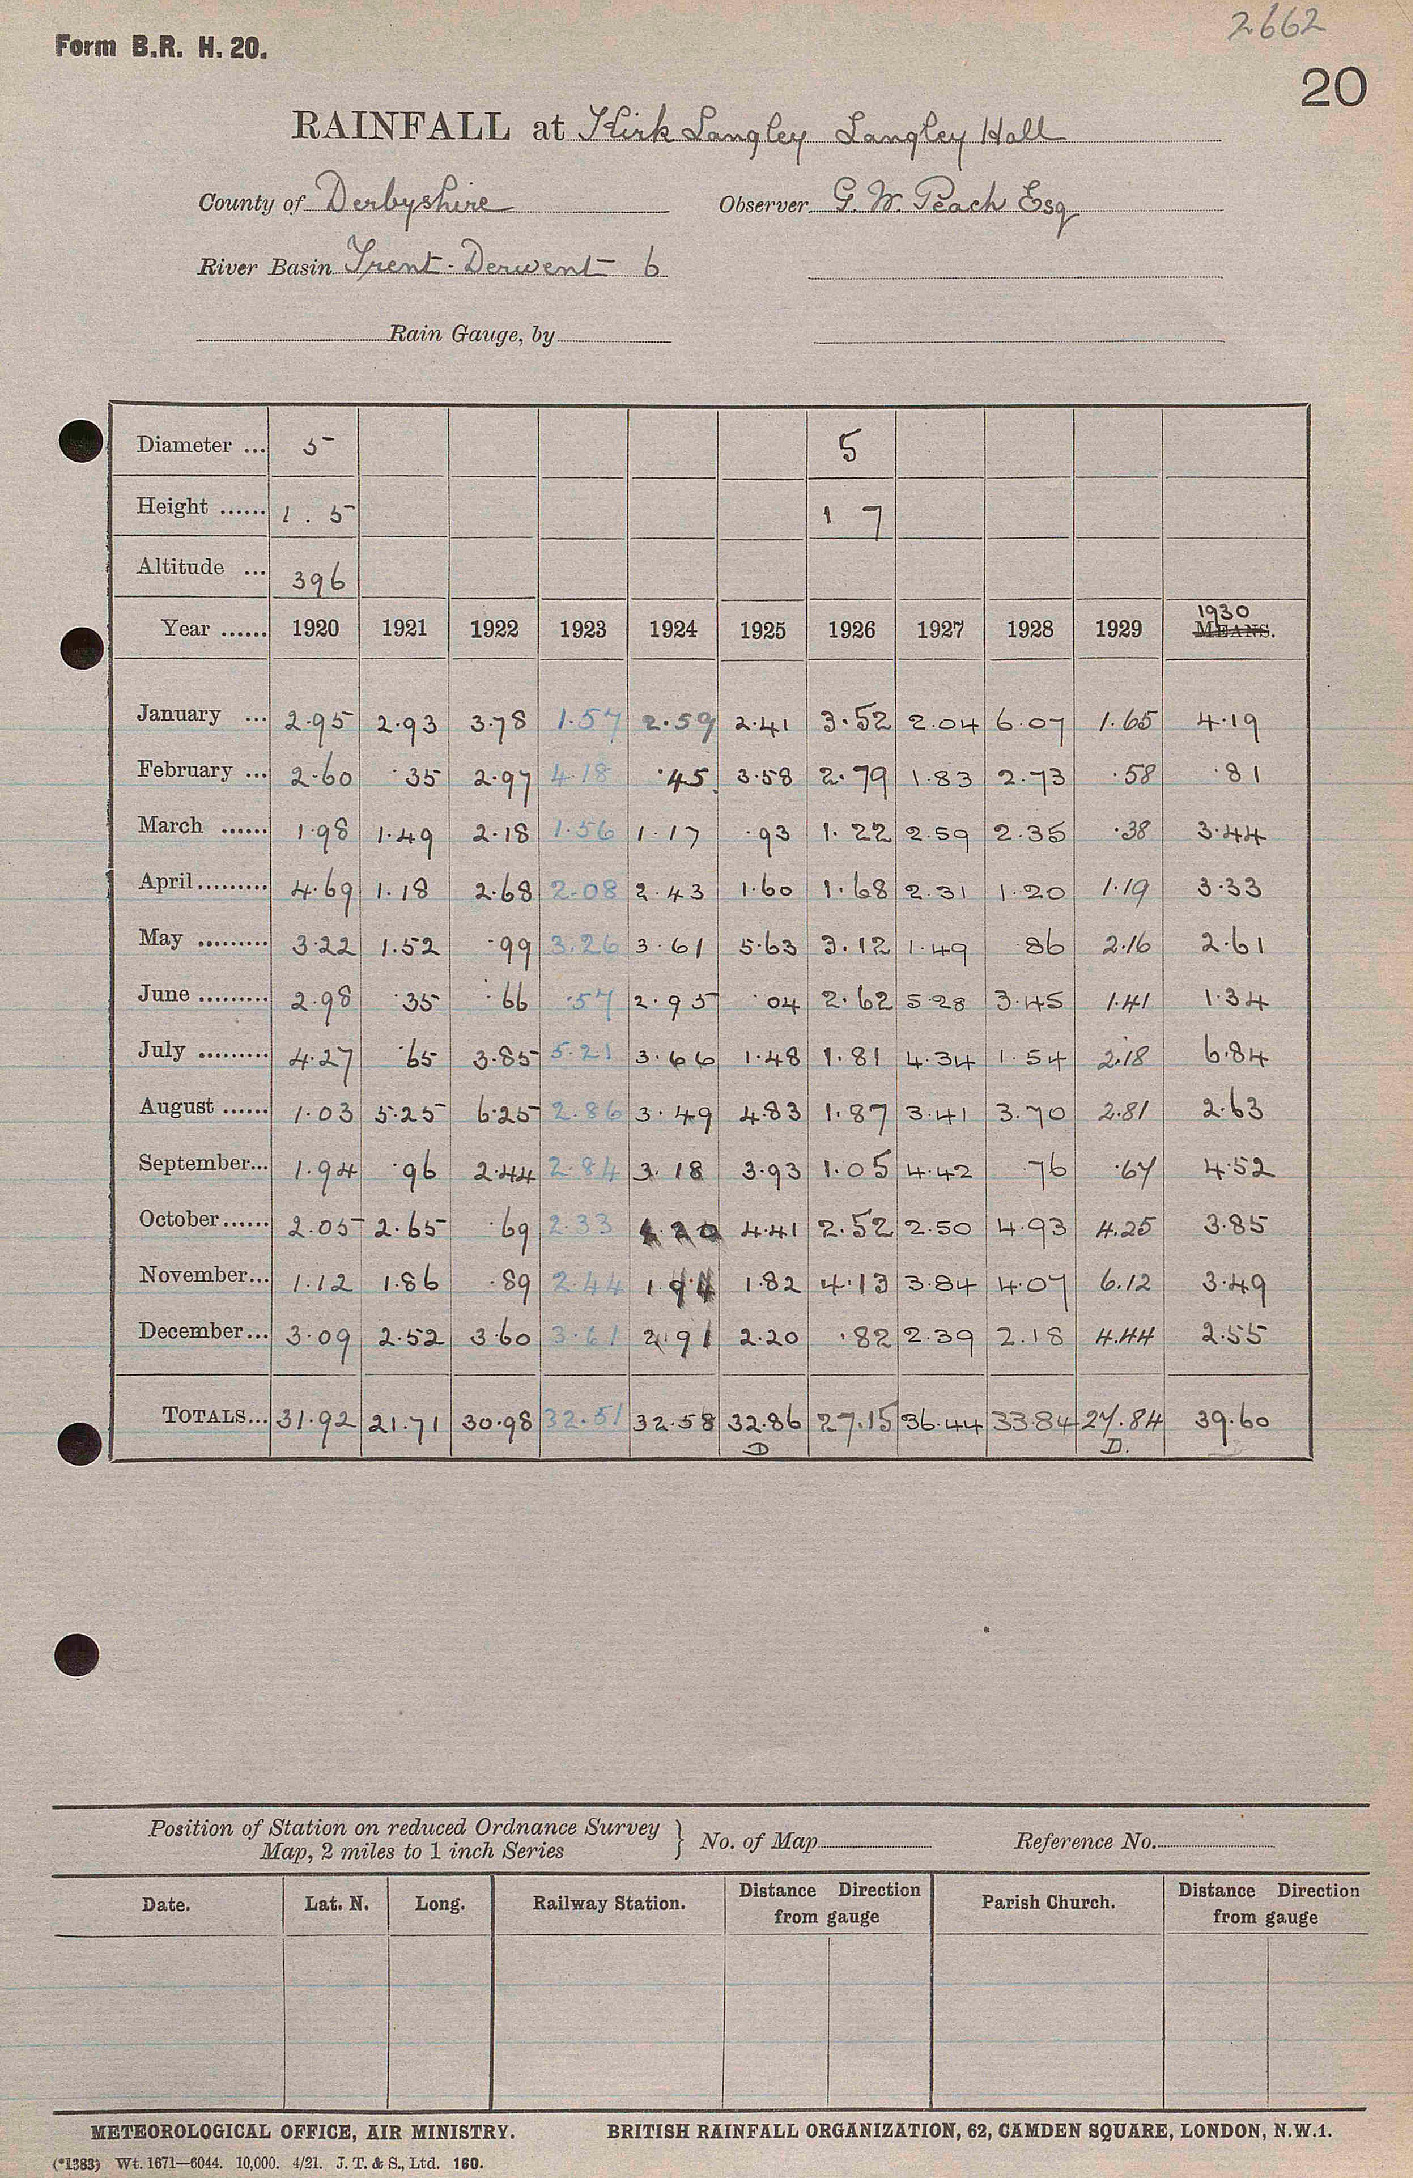 2662
Form B.R. H. 20.
20
RAINFALL at Kirk Langley Langley Hall
County of Derbyshire Observer G. W. Peach Esq
River Basin Trent - Derwent 6
Rain Gauge, by
Diameter ... 5 5
Height ...... 1 . 5 1 7
Altitude ... 396
1930
Year ...... 1920 1921 1922 1923 1924 1925 1926 1927 1928 1929 MEANS.
January ... 2.95 2.93 3.78 1.57 2.59 2.41 3.52 2.04 6.07 1.65 4.19
February ... 2.60 .35 2.97 4.18 .45 3.58 2.79 1.83 2.73 .58 .81
March ...... 1.98 1.49 2.18 1.56 1.17 .93 1.22 2.59 2.35 .38 3.44
April ......... 4.69 1.18 2.68 2.08 2.43 1.60 1.68 2.31 1.20 1.19 3.33
May ......... 3.22 1.52 .99 3.26 3.61 5.63 3.12 1.49 86 2.16 2.61
June ......... 2.98 .35 .66 .57 2.95 .04 2.62 5.28 3.45 1.41 1.34
July ......... 4.27 .65 3.85 5.21 3.66 1.48 1.81 4.34 1.54 2.18 6.84
August ...... 1.03 5.25 6.25 2.86 3.49 4.83 1.87 3.41 3.70 2.81 2.63
September... 1.94 .96 2.44 2.84 3.18 3.93 1.05 4.42 .76 .67 4.52
October...... 2.05 2.65 .69 2.33 4.20 4.41 2.52 2.50 4.93 4.25 3.85
November... 1.12 1.86 .89 2.44 1.94 1.82 4.13 3.84 4.07 6.12 3.49
December... 3.09 2.52 3.60 3.61 2.91 2.20 .82 2.39 2.18 4.44 2.55
TOTALS... 31.92 21.71 30.98 32.51 32.58 32.86 27.15 36.44 33.84 27.84 39.60
D D.
Position of Station on reduced Ordnance Survey
Map, 2 miles to 1 inch Series } No. of Map Reference No.
Date. Lat. N. Long. Railway Station. Distance Direction from gauge Parish Church. Distance Direction from gauge
METEOROLOGICAL OFFICE, AIR MINISTRY. BRITISH RAINFALL ORGANIZATION, 62, CAMDEN SQUARE, LONDON, N.W.1.
(*1383) Wt. 1671—6044. 10,000. 4/21. J. T. & S., Ltd. 160.